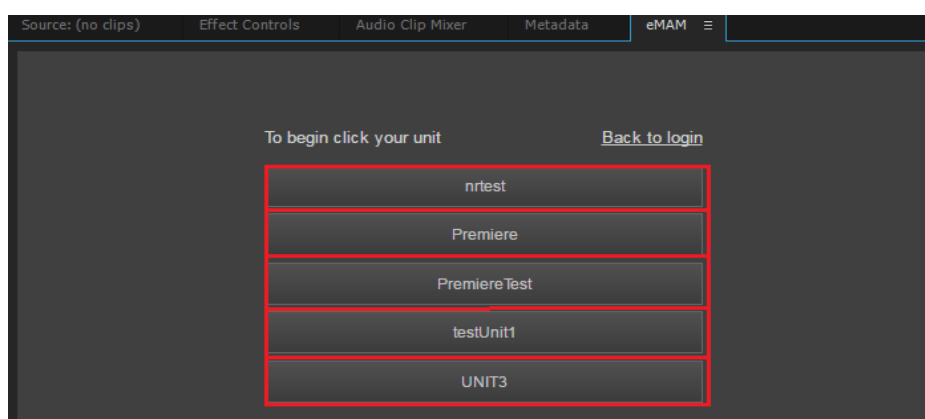 Source: (no clips) Effect Controls Audio Clip Mixer Metadata eMAM
To begin click your unit Back to login
nrtest
Premiere
PremiereTest
testUnit1
UNIT3